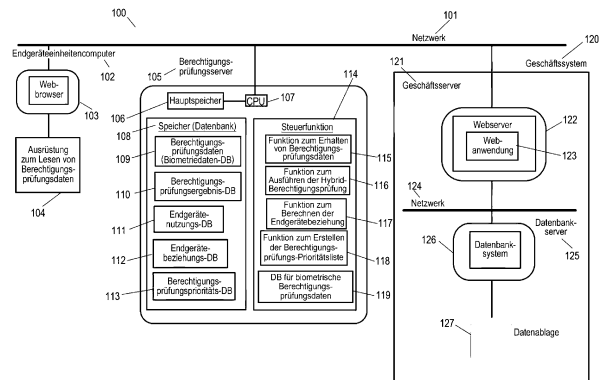 100
101
Netzwerk
120
Endgeräteeinheitencomputer
102
Web-
browser
103
Ausrüstung
zum Lesen von
Berechtigungs-
prüfungsdaten
104
Berechtigungs-
105
prüfungsserver
114
106
Hauptspeicher
CPU
107
108
Speicher (Datenbank)
109
Berechtigungs-
prüfungsdaten
(Biometriedaten-DB)
110
Berechtigungs-
prüfungsergebnis-DB
111
Endgeräte-
nutzungs-DB
112
Endgeräte-
beziehungs-DB
113
Berechtigungs-
prüfungsprioritäts-DB
Steuerfunktion
Funktion zum Erhalten
von Berechtigungs-
prüfungsdaten
115
Funktion zum
Ausführen der Hybrid-
Berechtigungsprüfung
116
Funktion zum
Berechnen der
Endgerätebeziehung
117
Funktion zum Erstellen
der Berechtigungs-
prüfungs-Prioritätsliste
118
DB für biometrische
Berechtigungs-
prüfungsdaten
119
Geschäftssystem
121
Geschäftsserver
Webserver
122
Web-
anwendung
123
124
Netzwerk
Datenbank-
server
125
126
Datenbank-
system
127
Datenablage